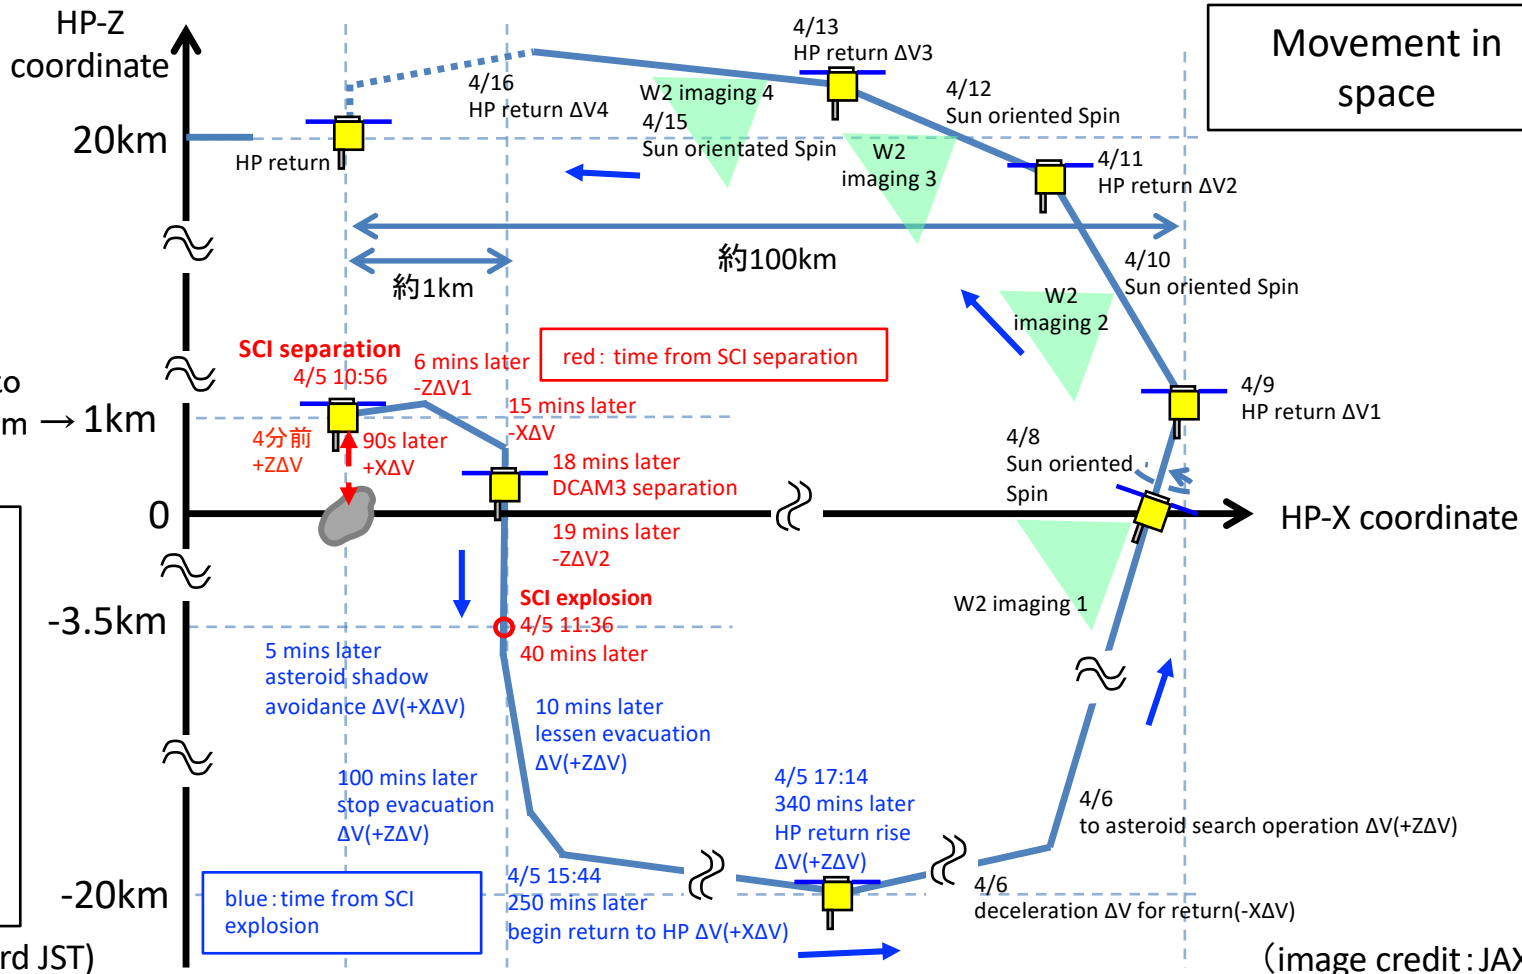 HP-Z
coordinate
Movement in
space
4/13
HP return ΔV3
4/16
HP return ΔV4
W2 imaging 4
4/15
Sun orientated Spin
4/12
Sun oriented Spin
20km
HP return
W2
imaging 3
4/11
HP return ΔV2
約100km
約1km
4/10
Sun oriented Spin
W2
imaging 2
SCI separation
4/5 10:56
6 mins later
-ZΔV1
red: time from SCI separation
to
m → 1km
15 mins later
-XΔV
4/9
HP return ΔV1
4分前
+ZΔV
90s later
+XΔV
4/8
Sun oriented
Spin
18 mins later
DCAM3 separation
0
HP-X coordinate
19 mins later
-ZΔV2
SCI explosion
4/5 11:36
40 mins later
W2 imaging 1
-3.5km
5 mins later
asteroid shadow
avoidance ΔV(+XΔV)
10 mins later
lessen evacuation
ΔV(+ZΔV)
100 mins later
stop evacuation
ΔV(+ZΔV)
4/5 17:14
340 mins later
HP return rise
ΔV(+ZΔV)
4/6
to asteroid search operation ΔV(+ZΔV)
-20km
blue: time from SCI
explosion
4/5 15:44
250 mins later
begin return to HP ΔV(+XΔV)
4/6
deceleration ΔV for return(-XΔV)
rd JST)
(image credit: JAX